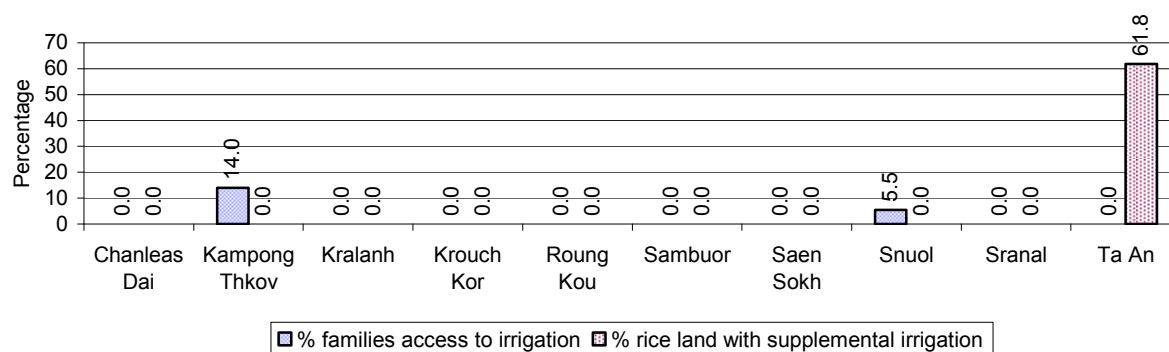 Percentage
70
60
50
40
30
20
10
0
0.0 0.0 14.0 0.0 0.0 0.0 0.0 0.0 0.0 0.0 0.0 0.0 0.0 0.0 5.5 0.0 0.0 0.0 0.0 61.8
Chanleas Kampong Kralanh Krouch Roung Sambuor Saen Snuol Sranal Ta An
Dai Thkov Kor Kou Sokh
% families access to irrigation % rice land with supplemental irrigation